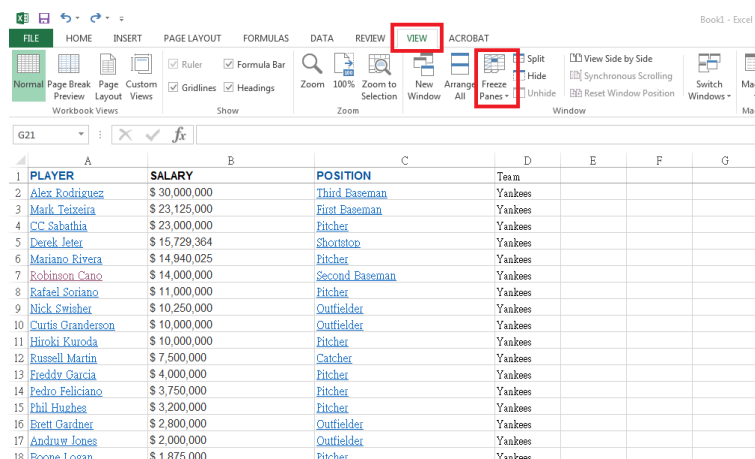 Book1 - Excel
FILE HOME INSERT PAGE LAYOUT FORMULAS DATA REVIEW VIEW ACROBAT
Normal Page Break Preview Page Layout Custom Views
Workbook Views
Ruler Formula Bar
Gridlines Headings
Show
Zoom 100% Zoom to Selection
Zoom
New Window Arrange All Freeze Panes
Split
Hide
Unhide
View Side by Side
Synchronous Scrolling
Reset Window Position
Window
Switch Windows
Ma
Ma
G21 fx
A B C D E F G
1 PLAYER SALARY POSITION Team
2 Alex Rodriguez $ 30,000,000 Third Baseman Yankees
3 Mark Teixeira $ 23,125,000 First Baseman Yankees
4 CC Sabathia $ 23,000,000 Pitcher Yankees
5 Derek Jeter $ 15,729,364 Shortstop Yankees
6 Mariano Rivera $ 14,940,025 Pitcher Yankees
7 Robinson Cano $ 14,000,000 Second Baseman Yankees
8 Rafael Soriano $ 11,000,000 Pitcher Yankees
9 Nick Swisher $ 10,250,000 Outfielder Yankees
10 Curtis Granderson $ 10,000,000 Outfielder Yankees
11 Hiroki Kuroda $ 10,000,000 Pitcher Yankees
12 Russell Martin $ 7,500,000 Catcher Yankees
13 Freddy Garcia $ 4,000,000 Pitcher Yankees
14 Pedro Feliciano $ 3,750,000 Pitcher Yankees
15 Phil Hughes $ 3,200,000 Pitcher Yankees
16 Brett Gardner $ 2,800,000 Outfielder Yankees
17 Andruw Jones $ 2,000,000 Outfielder Yankees
18 Boone Logan $ 1,875,000 Pitcher Yankees